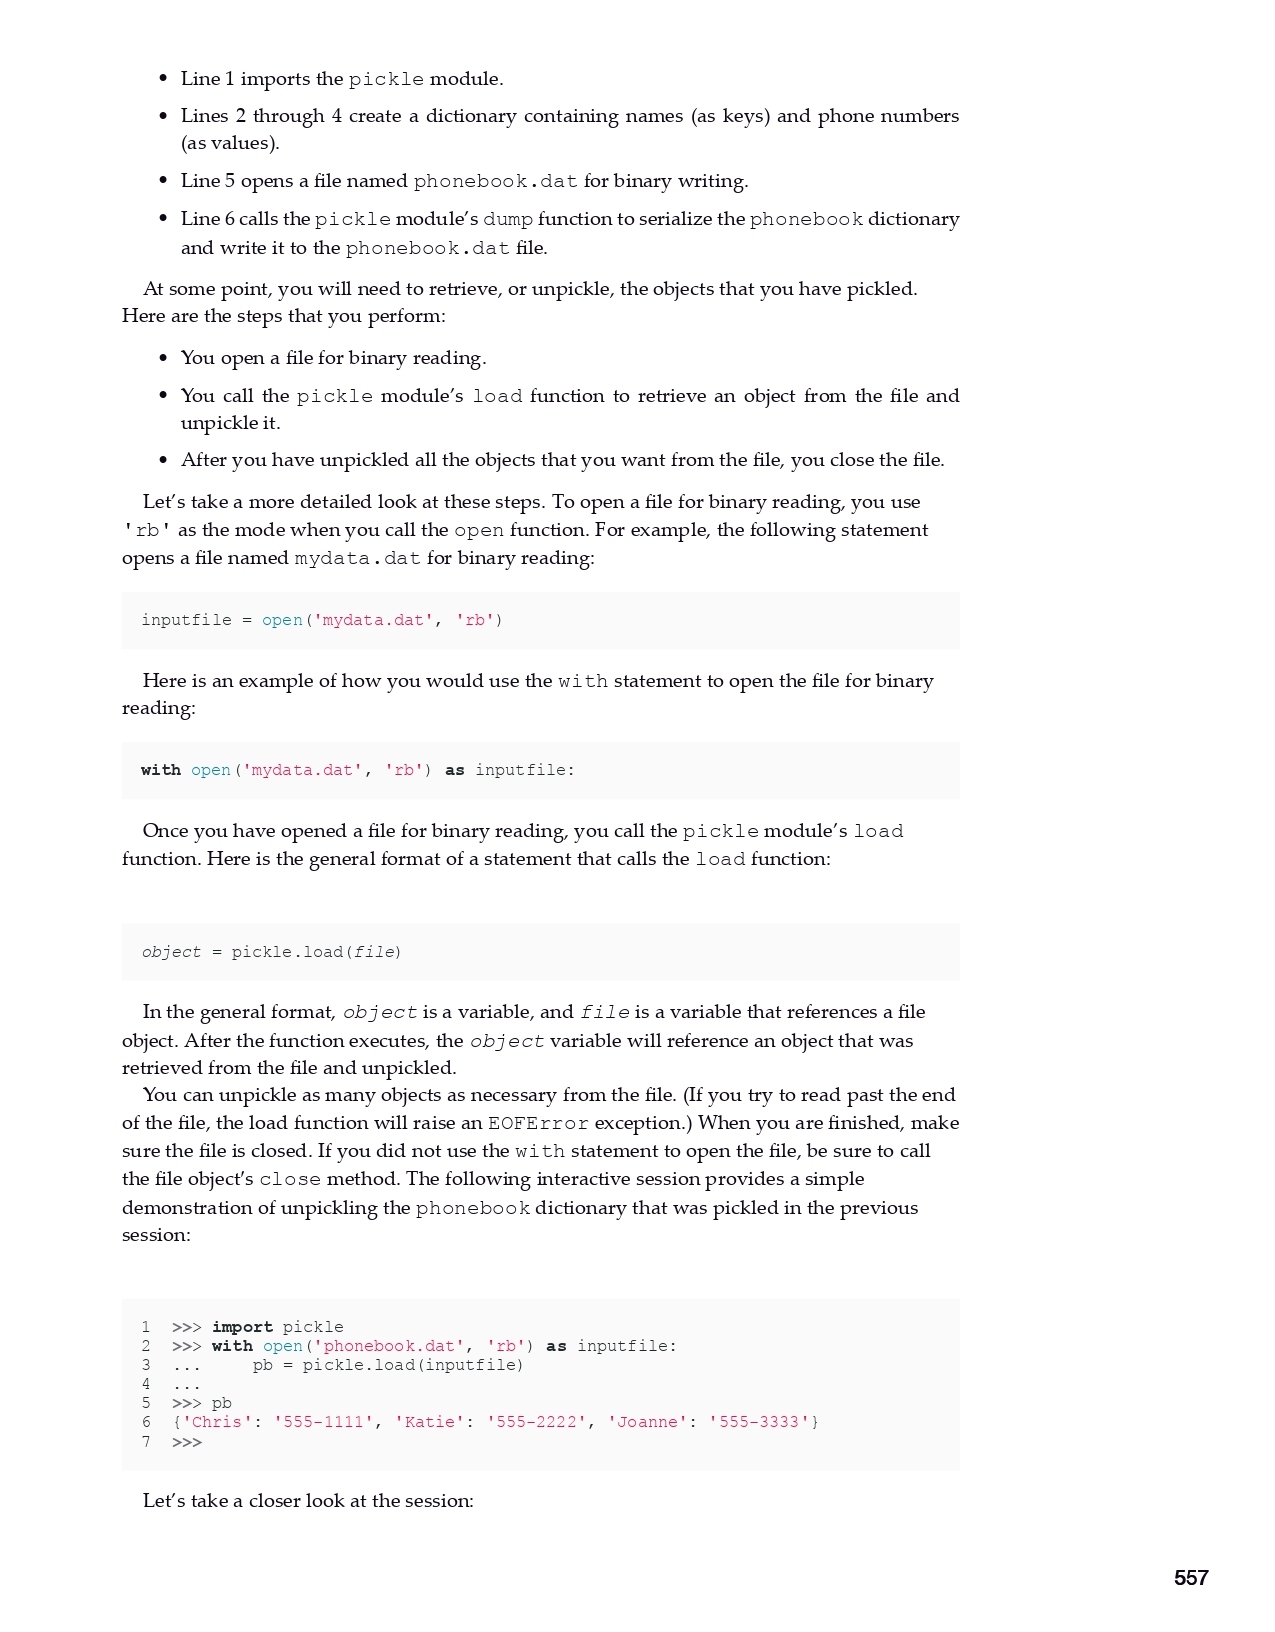 • Line 1 imports the pickle module.
• Lines 2 through 4 create a dictionary containing names (as keys) and phone numbers
(as values).
• Line 5 opens a file named phonebook.dat for binary writing.
• Line 6 calls the pickle module’s dump function to serialize the phonebook dictionary
and write it to the phonebook.dat file.
At some point, you will need to retrieve, or unpickle, the objects that you have pickled.
Here are the steps that you perform:
• You open a file for binary reading.
• You call the pickle module’s load function to retrieve an object from the file and
unpickle it.
• After you have unpickled all the objects that you want from the file, you close the file.
Let’s take a more detailed look at these steps. To open a file for binary reading, you use
'rb' as the mode when you call the open function. For example, the following statement
opens a file named mydata.dat for binary reading:
inputfile = open('mydata.dat', 'rb')
Here is an example of how you would use the with statement to open the file for binary
reading:
with open('mydata.dat', 'rb') as inputfile:
Once you have opened a file for binary reading, you call the pickle module’s load
function. Here is the general format of a statement that calls the load function:
object = pickle.load(file)
In the general format, object is a variable, and file is a variable that references a file
object. After the function executes, the object variable will reference an object that was
retrieved from the file and unpickled.
You can unpickle as many objects as necessary from the file. (If you try to read past the end
of the file, the load function will raise an EOFError exception.) When you are finished, make
sure the file is closed. If you did not use the with statement to open the file, be sure to call
the file object's close method. The following interactive session provides a simple
demonstration of unpickling the phonebook dictionary that was pickled in the previous
session:
1 >>> import pickle
2 >>> with open('phonebook.dat', 'rb') as inputfile:
3 ...     pb = pickle.load(inputfile)
4 ...
5 >>> pb
6 {'Chris': '555-1111', 'Katie': '555-2222', 'Joanne': '555-3333'}
7 >>>
Let’s take a closer look at the session:
557